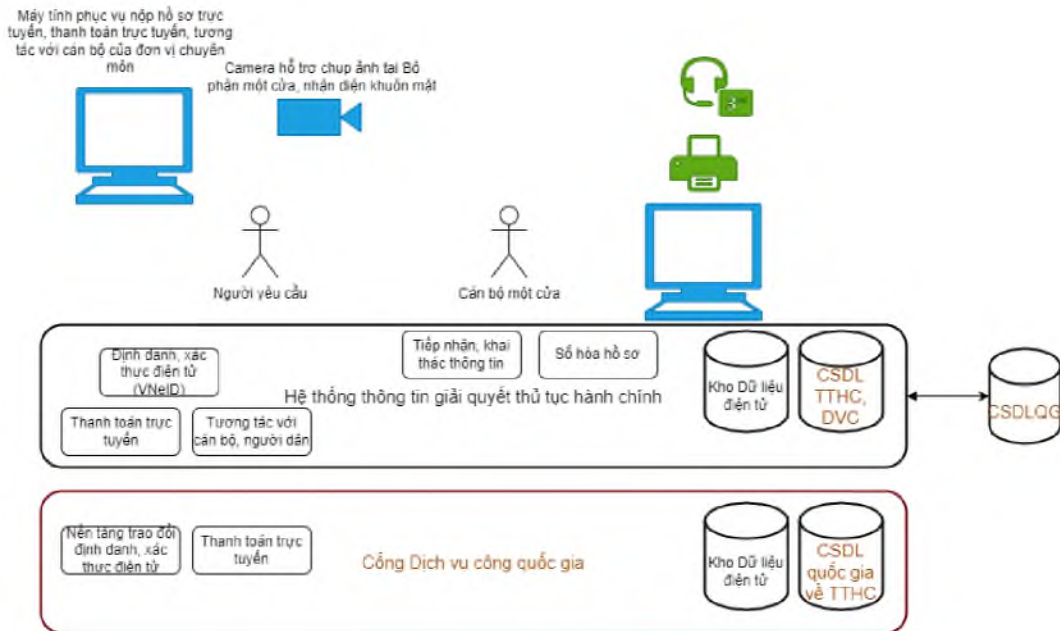 Máy tính phục vụ nộp hồ sơ trực
tuyến, thanh toán trực tuyến, tương
tác với cán bộ của đơn vị chuyên
môn
Camera hỗ trợ chụp ảnh tại Bộ
phận một cửa, nhận diện khuôn mặt
Người yêu cầu
Cán bộ một cửa
Định danh, xác
thực điện tử
(VNeID)
Tiếp nhận, khai
thác thông tin
Số hóa hồ sơ
Hệ thống thông tin giải quyết thủ tục hành chính
Thanh toán trực
tuyến
Tương tác với
cán bộ, người dân
Kho Dữ liệu
điện tử
CSDL
TTHC,
DVC
CSDLQG
Nền tảng trao đổi
định danh, xác
thực điện tử
Thanh toán trực
tuyến
Cổng Dịch vụ công quốc gia
Kho Dữ liệu
điện tử
CSDL
quốc gia
về TTHC